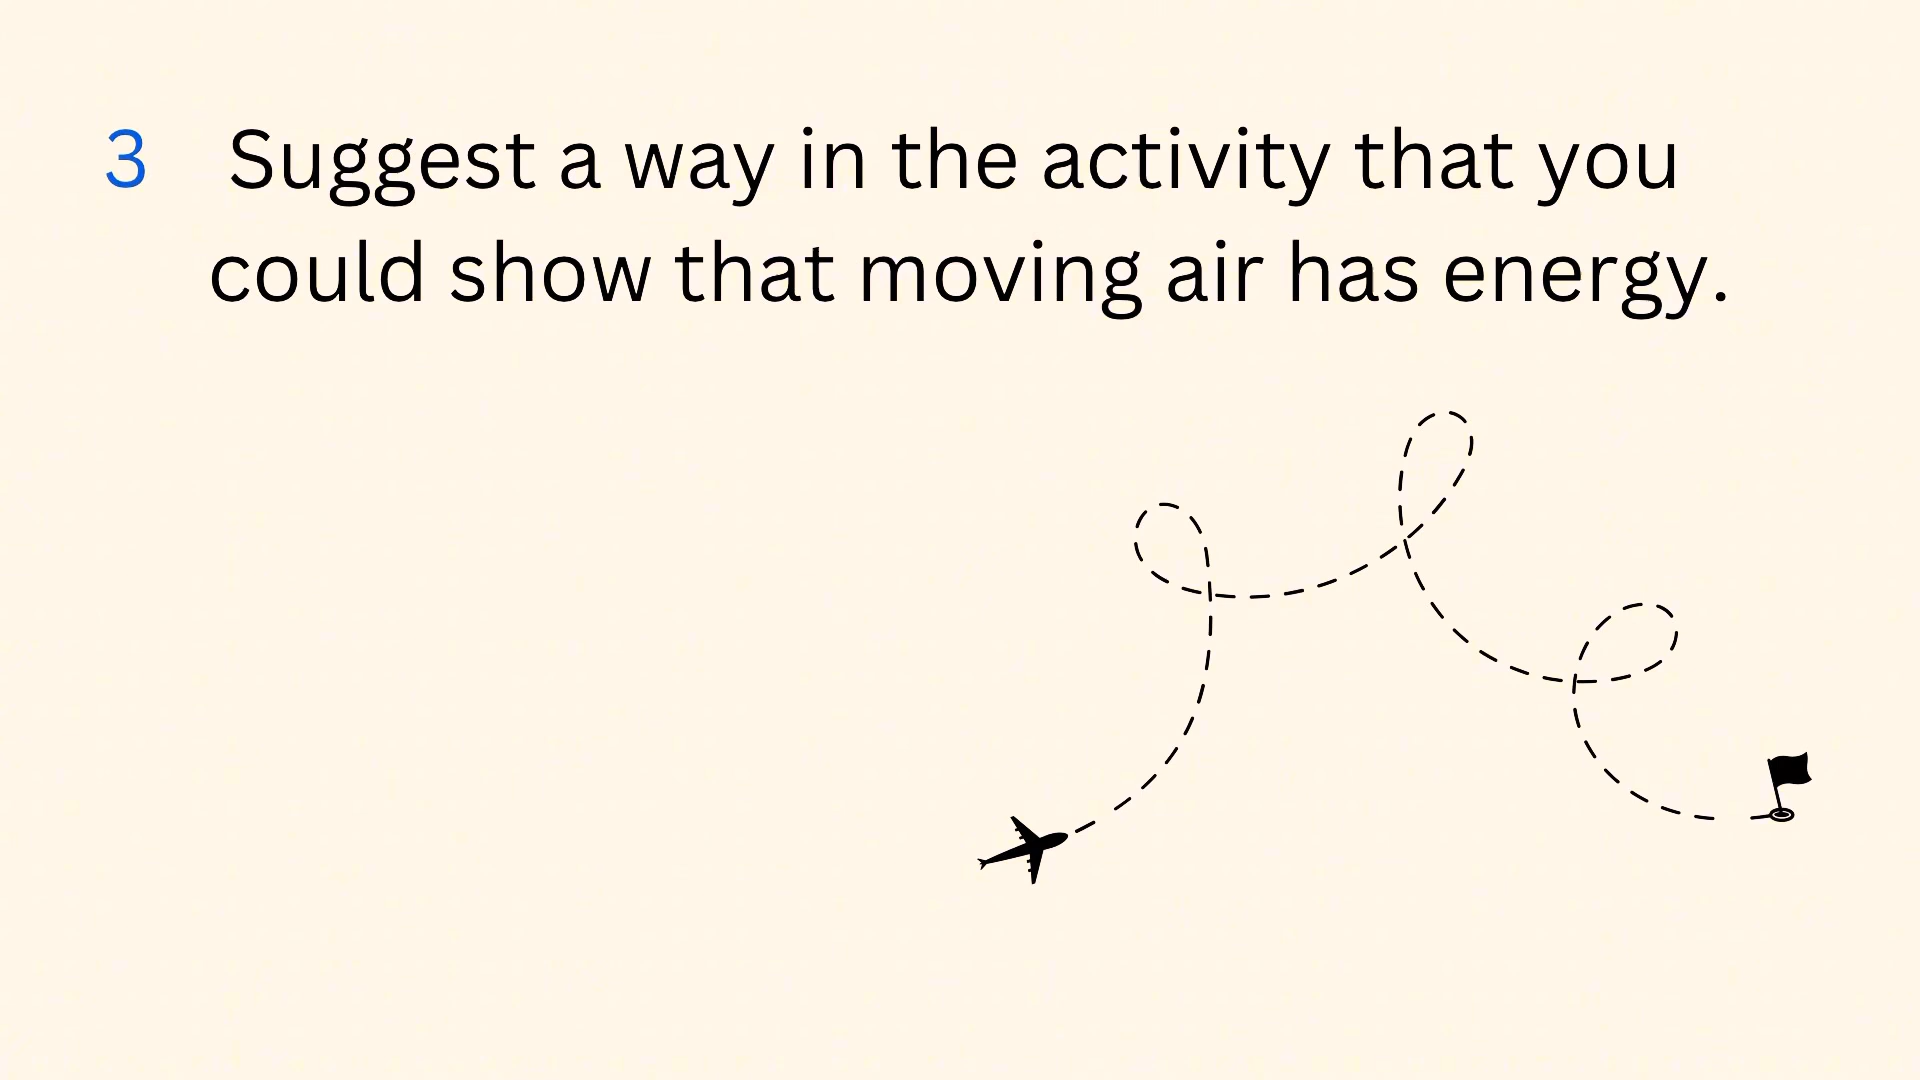 3 Suggest a way in the activity that you
could show that moving air has energy.